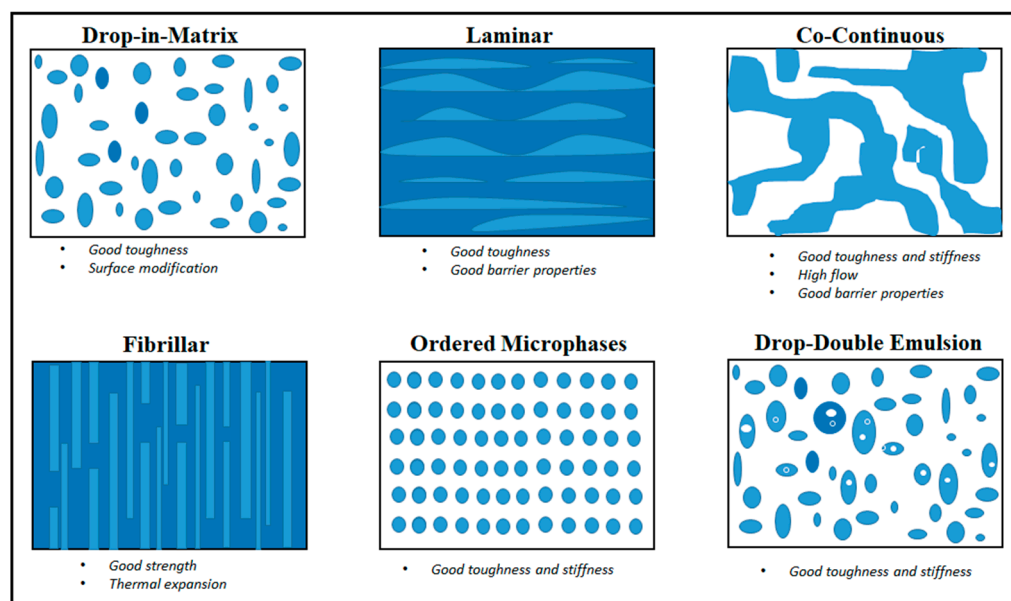 Drop-in-Matrix
• Good toughness
• Surface modification
Laminar
• Good toughness
• Good barrier properties
Co-Continuous
• Good toughness and stiffness
• High flow
• Good barrier properties
Fibrillar
• Good strength
• Thermal expansion
Ordered Microphases
• Good toughness and stiffness
Drop-Double Emulsion
• Good toughness and stiffness